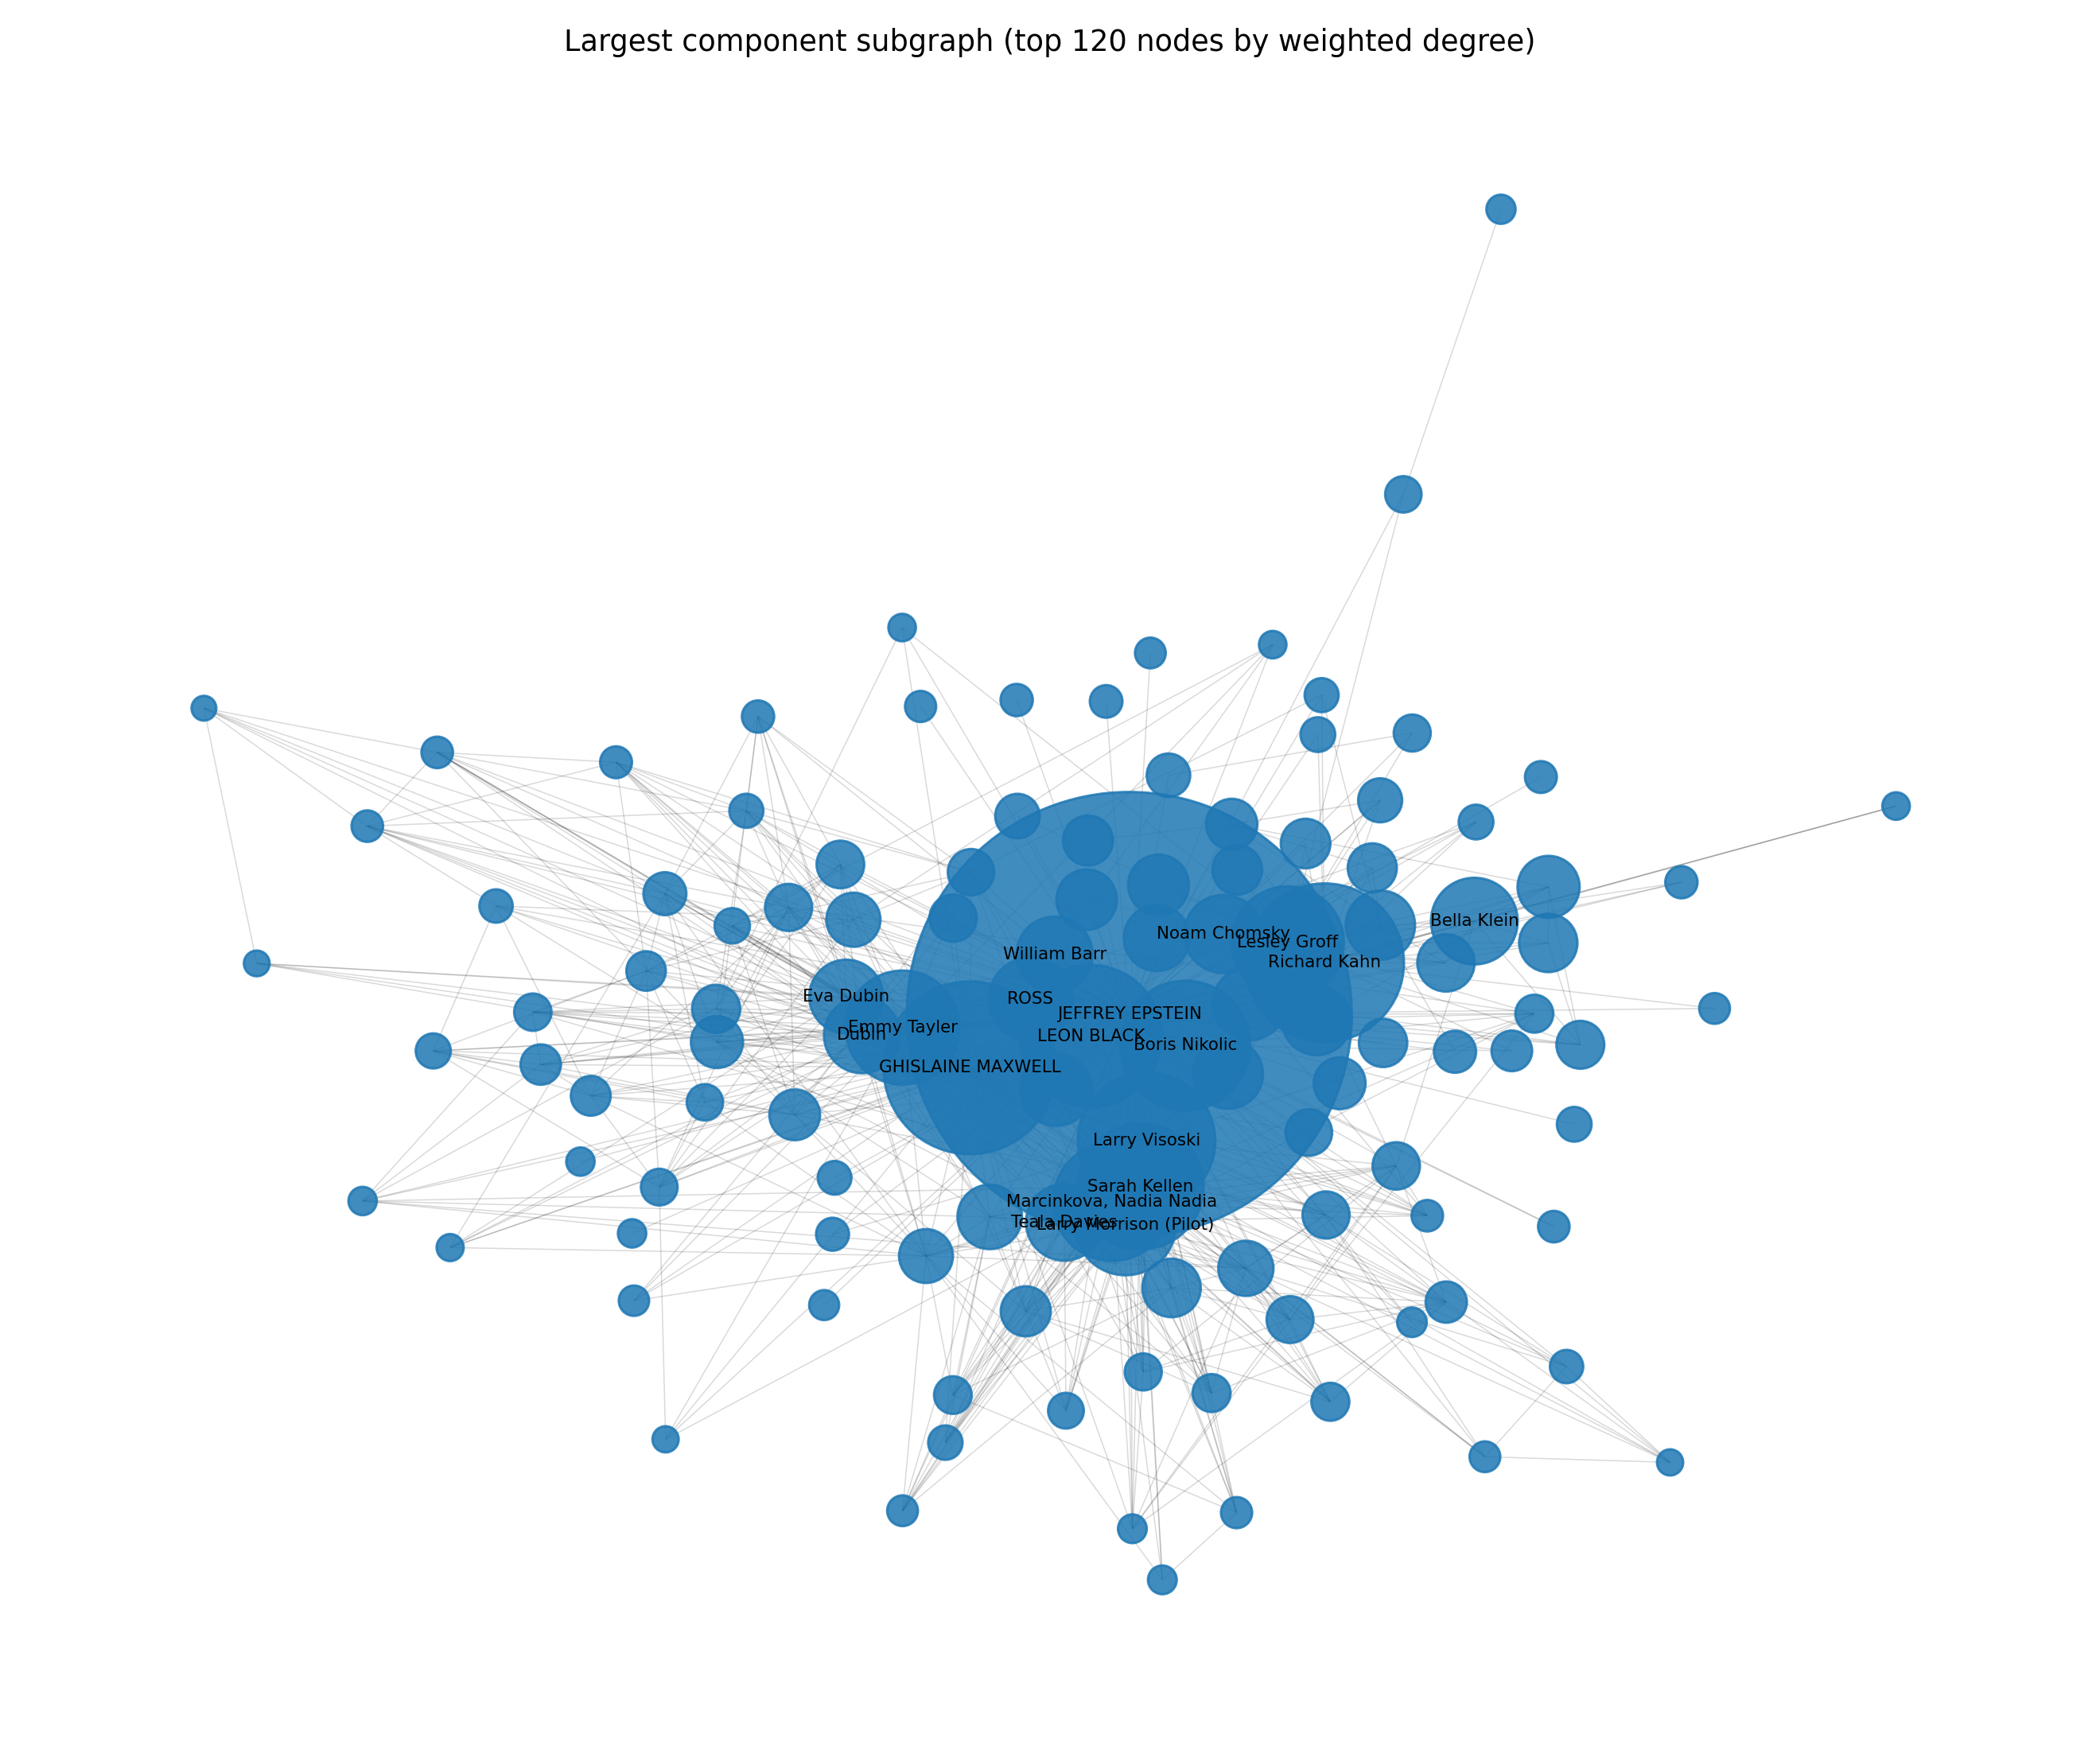 Largest component subgraph (top 120 nodes by weighted degree)
Bella Klein
Noam Chomsky
Lesley Groff
William Barr
Richard Kahn
Eva Dubin
ROSS
JEFFREY EPSTEIN
Emmy Tayler
Dubin
LEON BLACK
Boris Nikolic
GHISLAINE MAXWELL
Larry Visoski
Sarah Kellen
Marcinkova, Nadia Nadia
Teala Davies
Larry Morrison (Pilot)